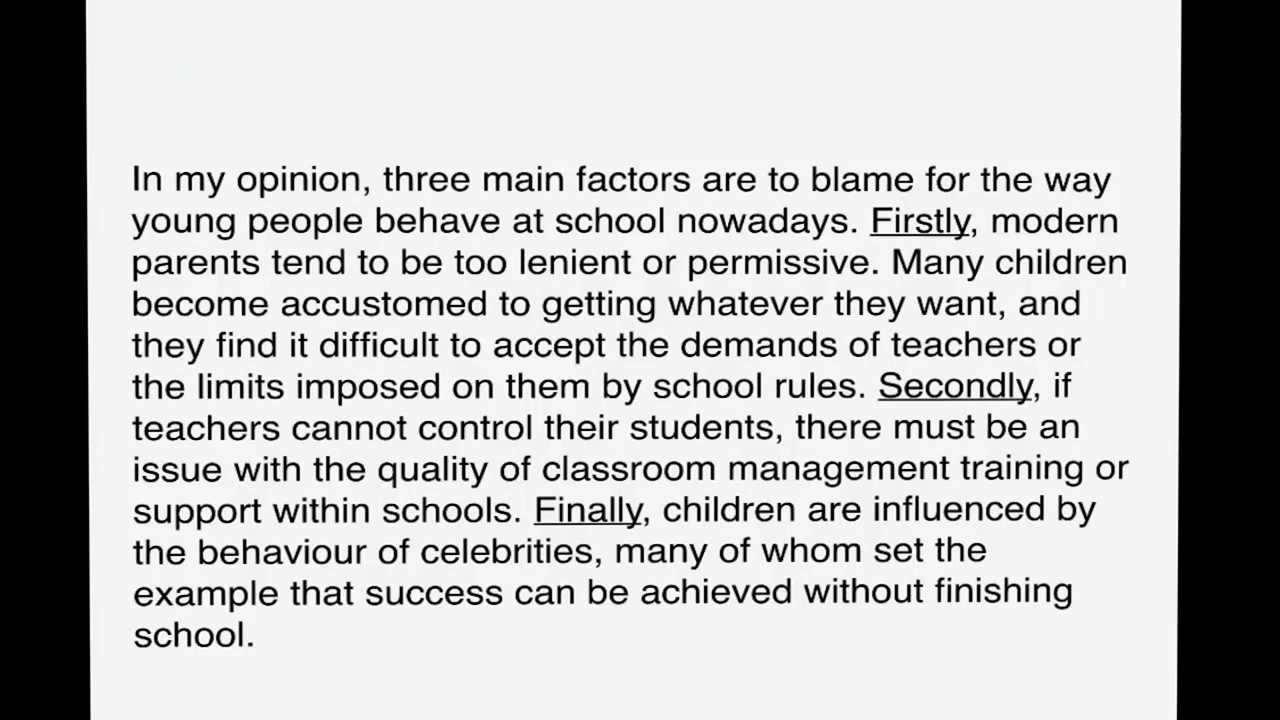 In my opinion, three main factors are to blame for the way
young people behave at school nowadays. Firstly, modern
parents tend to be too lenient or permissive. Many children
become accustomed to getting whatever they want, and
they find it difficult to accept the demands of teachers or
the limits imposed on them by school rules. Secondly, if
teachers cannot control their students, there must be an
issue with the quality of classroom management training or
support within schools. Finally, children are influenced by
the behaviour of celebrities, many of whom set the
example that success can be achieved without finishing
school.